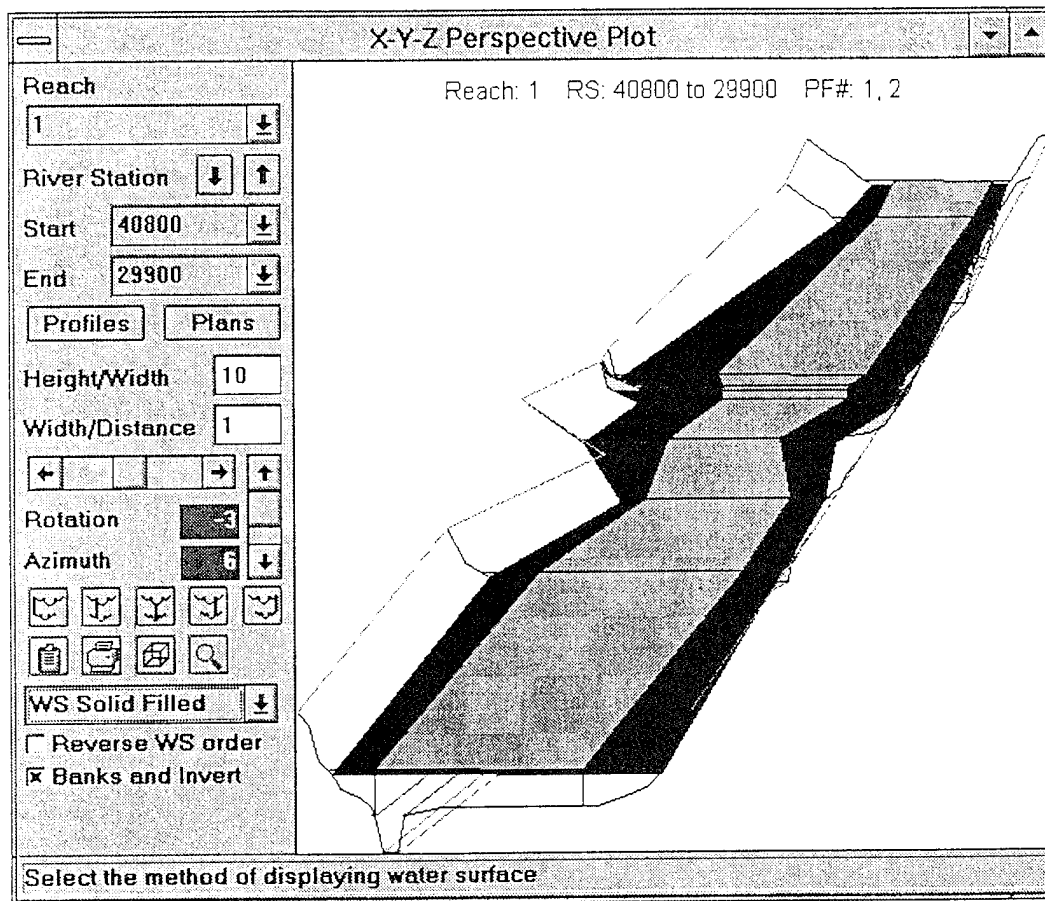 X-Y-Z Perspective Plot
Reach
1
River Station
Start 40800
End 29900
Profiles Plans
Height/Width 10
Width/Distance 1
Rotation -3
Azimuth 6
WS Solid Filled
Reverse WS order
Banks and Invert
Select the method of displaying water surface
Reach: 1 RS: 40800 to 29900 PF#: 1, 2